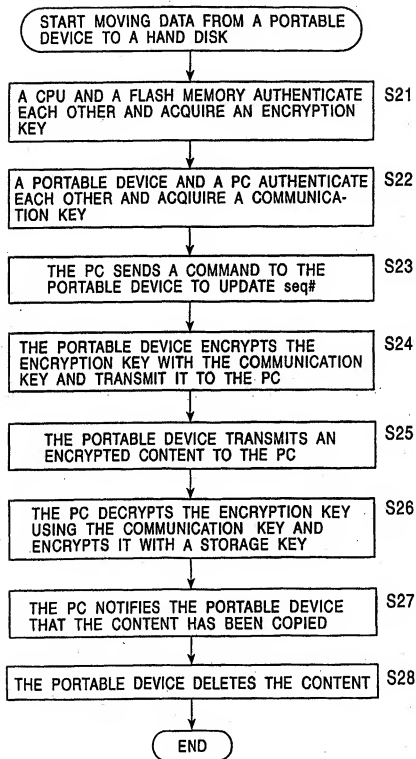 START MOVING DATA FROM A PORTABLE
DEVICE TO A HAND DISK
A CPU AND A FLASH MEMORY AUTHENTICATE
EACH OTHER AND ACQUIRE AN ENCRYPTION
KEY
S21
A PORTABLE DEVICE AND A PC AUTHENTICATE
EACH OTHER AND ACQIUIRE A COMMUNICA-
TION KEY
S22
THE PC SENDS A COMMAND TO THE
PORTABLE DEVICE TO UPDATE seq#
S23
THE PORTABLE DEVICE ENCRYPTS THE
ENCRYPTION KEY WITH THE COMMUNICATION
KEY AND TRANSMIT IT TO THE PC
S24
THE PORTABLE DEVICE TRANSMITS AN
ENCRYPTED CONTENT TO THE PC
S25
THE PC DECRYPTS THE ENCRYPTION KEY
USING THE COMMUNICATION KEY AND
ENCRYPTS IT WITH A STORAGE KEY
S26
THE PC NOTIFIES THE PORTABLE DEVICE
THAT THE CONTENT HAS BEEN COPIED
S27
THE PORTABLE DEVICE DELETES THE CONTENT
S28
END